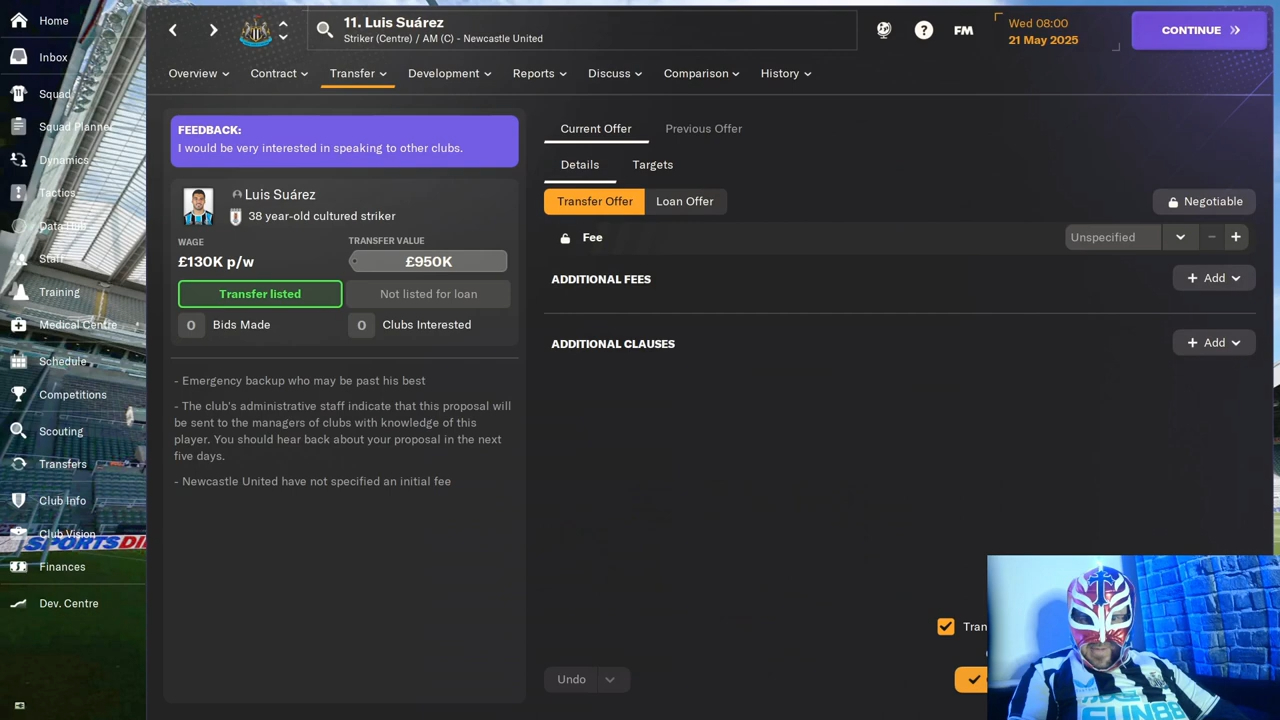 Home
Inbox
Squad
Squad Planner
Dynamics
Tactics
Data Hub
Staff
Training
Medical Centre
Schedule
Competitions
Scouting
Transfers
Club Info
Club Vision
SPORTSDI
Finances
Dev. Centre
11. Luis Suárez
Striker (Centre) / AM (C) - Newcastle United
?
FM
Wed 08:00
21 May 2025
CONTINUE
Overview
Contract
Transfer
Development
Reports
Discuss
Comparison
History
FEEDBACK:
I would be very interested in speaking to other clubs.
Luis Suárez
38 year-old cultured striker
WAGE
TRANSFER VALUE
£130K p/w
£950K
Transfer listed
Not listed for loan
0 Bids Made
0 Clubs Interested
- Emergency backup who may be past his best
- The club's administrative staff indicate that this proposal will
be sent to the managers of clubs with knowledge of this
player. You should hear back about your proposal in the next
five days.
- Newcastle United have not specified an initial fee
Current Offer
Previous Offer
Details
Targets
Transfer Offer
Loan Offer
Negotiable
Fee
Unspecified
ADDITIONAL FEES
+ Add
ADDITIONAL CLAUSES
+ Add
Tran
Undo
SUN88